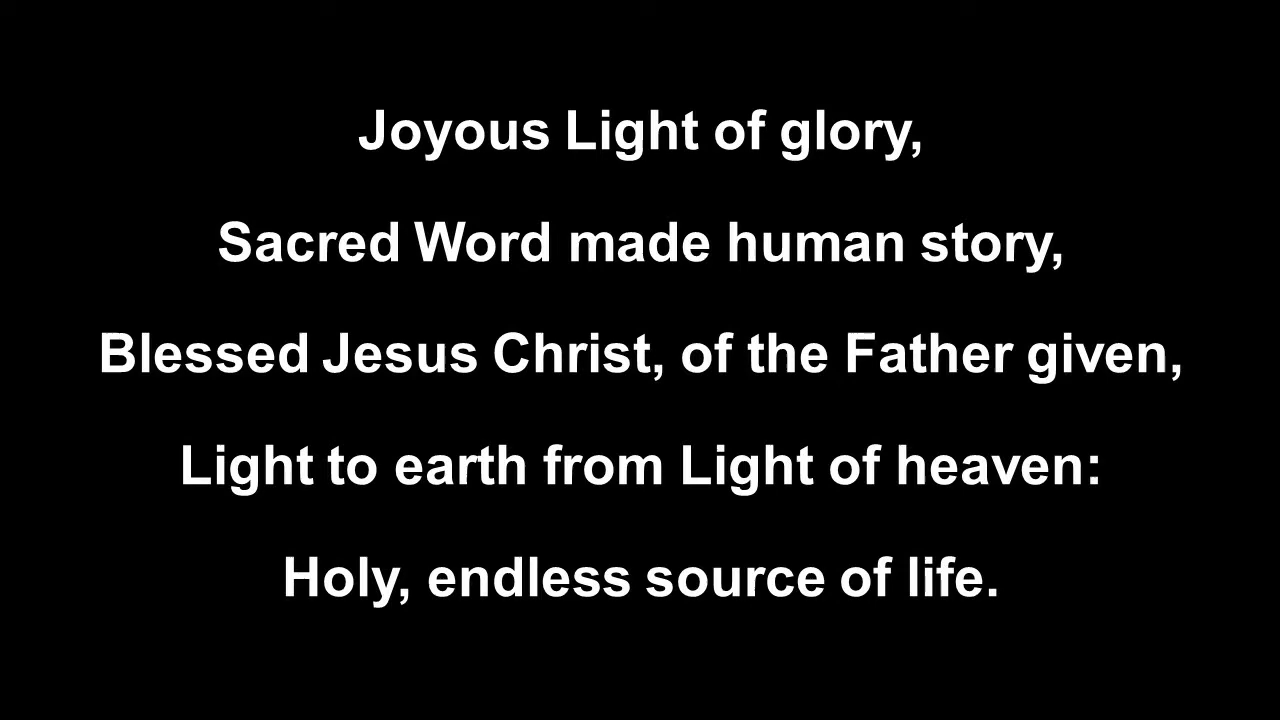 Joyous Light of glory,
Sacred Word made human story,
Blessed Jesus Christ, of the Father given,
Light to earth from Light of heaven:
Holy, endless source of life.